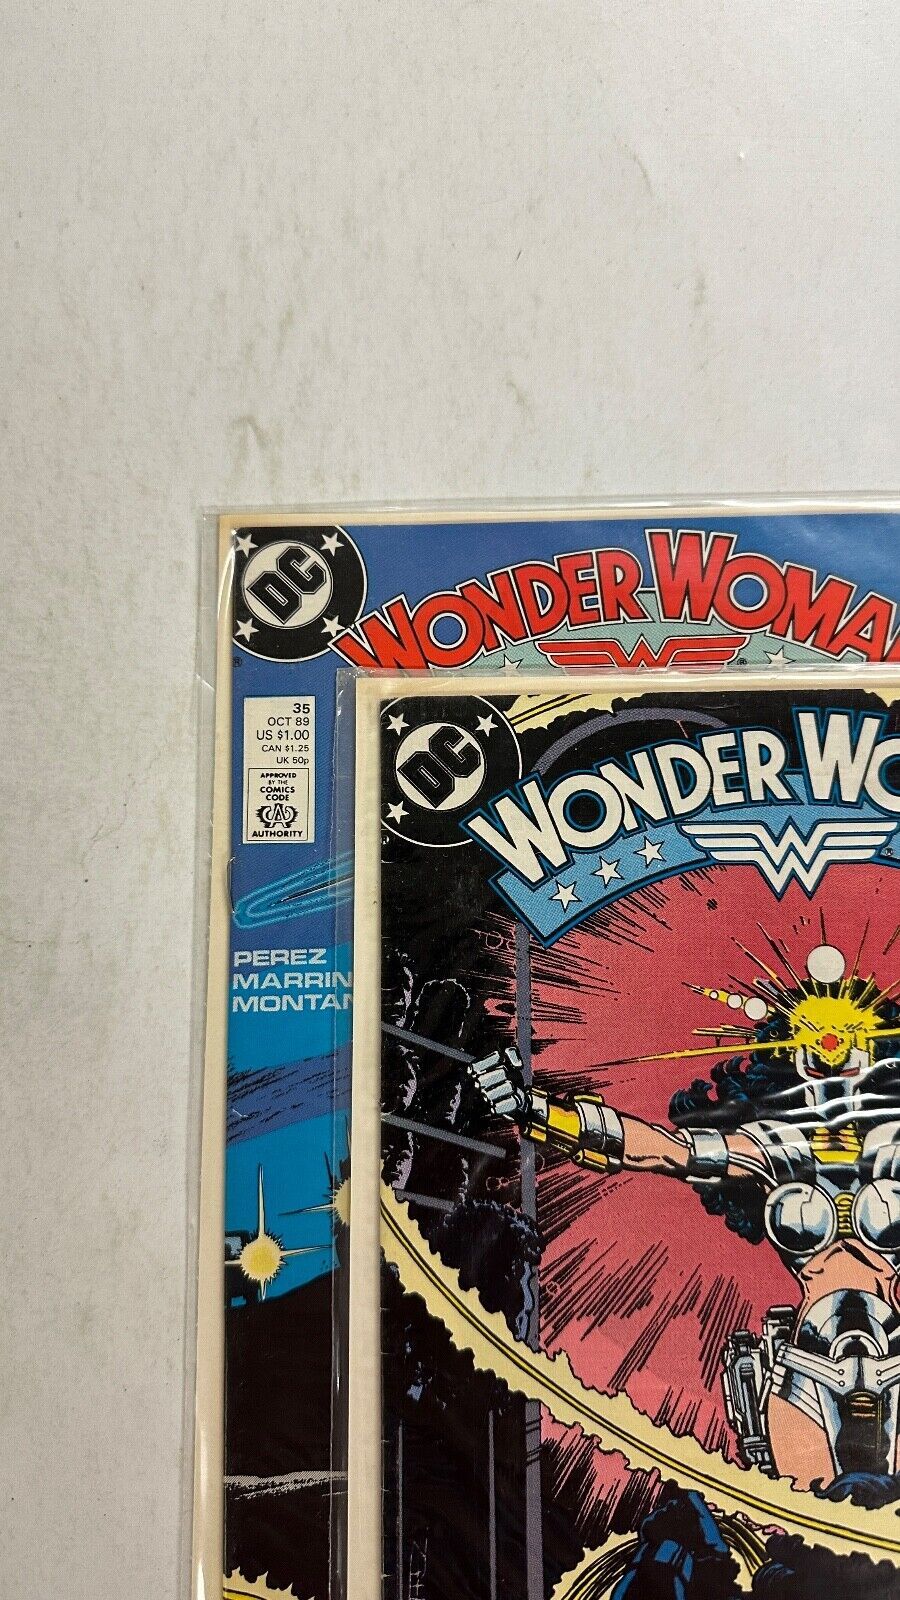 DC
WONDER WOMA
W
35
OCT 89
US $1.00
CAN $1.25
UK 50p
APPROVED
BY THE
COMICS
CODE
CA
AUTHORITY
PEREZ
MARRIN
MONTAN
DC
WONDER WO
W